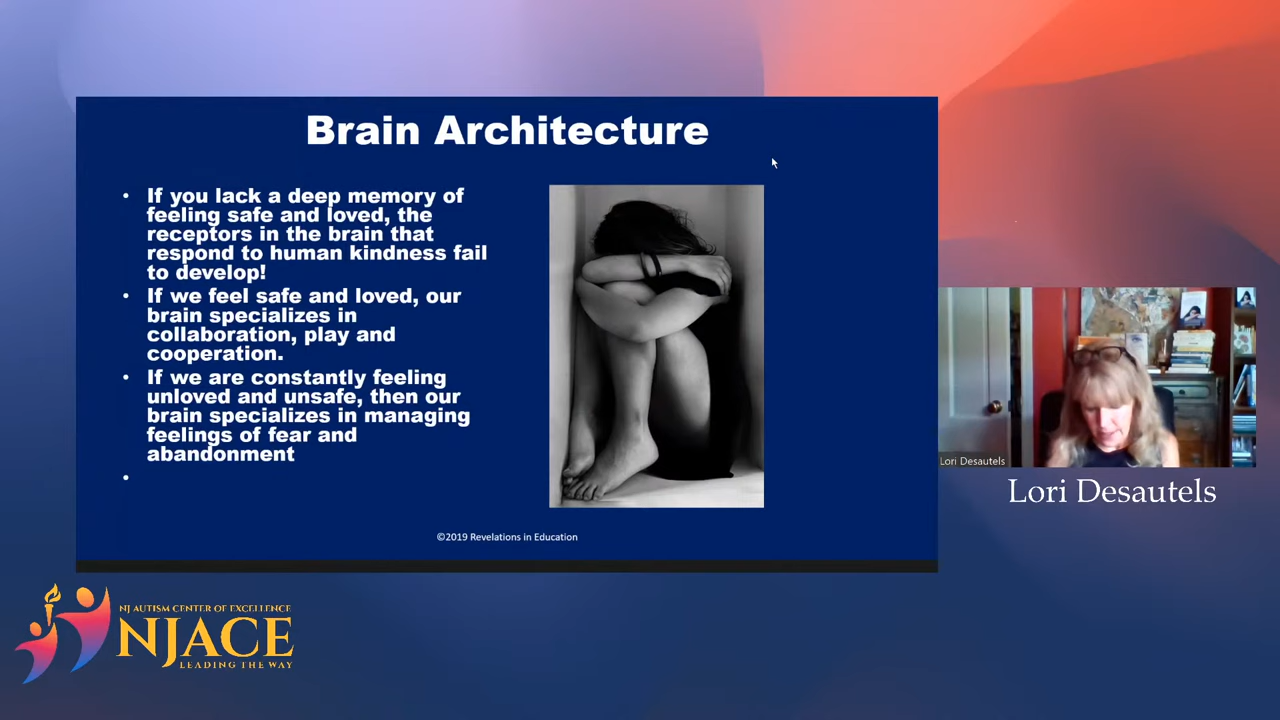 Brain Architecture
• If you lack a deep memory of
feeling safe and loved, the
receptors in the brain that
respond to human kindness fail
to develop!
• If we feel safe and loved, our
brain specializes in
collaboration, play and
cooperation.
• If we are constantly feeling
unloved and unsafe, then our
brain specializes in managing
feelings of fear and
abandonment
•
©2019 Revelations in Education
Lori Desautels
Lori Desautels
NJ AUTISM CENTER OF EXCELLENCE
NJACE
LEADING THE WAY